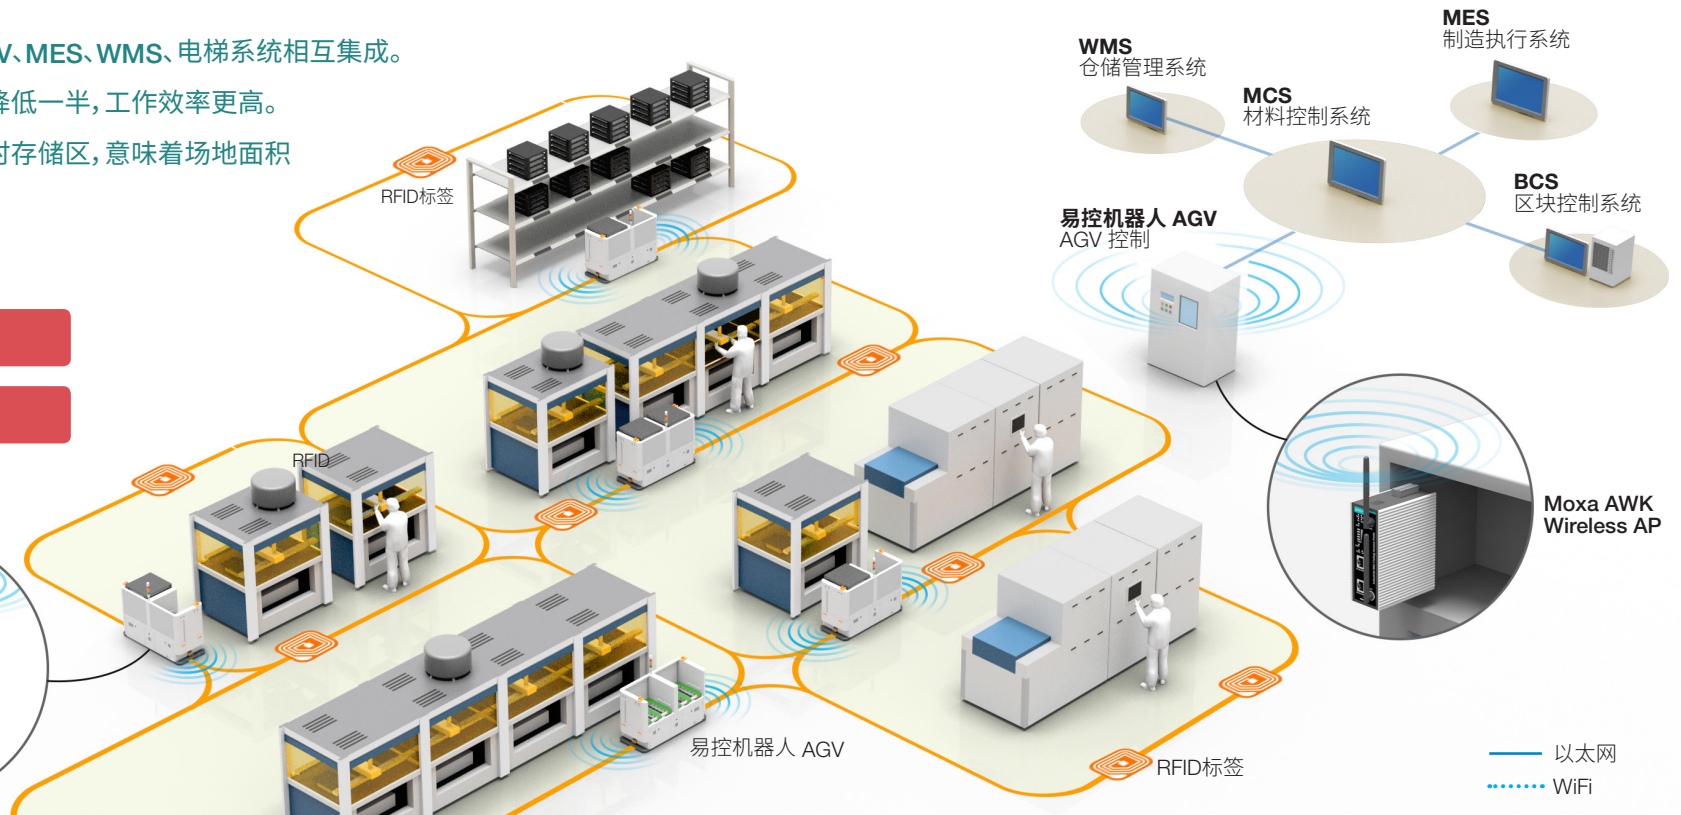 V、MES、WMS、电梯系统相互集成。
降低一半，工作效率更高。
时存储区，意味着场地面积
RFID标签
RFID
易控机器人 AGV
RFID标签
WMS
仓储管理系统
MCS
材料控制系统
MES
制造执行系统
BCS
区块控制系统
易控机器人 AGV
AGV 控制
Moxa AWK
Wireless AP
以太网
WiFi